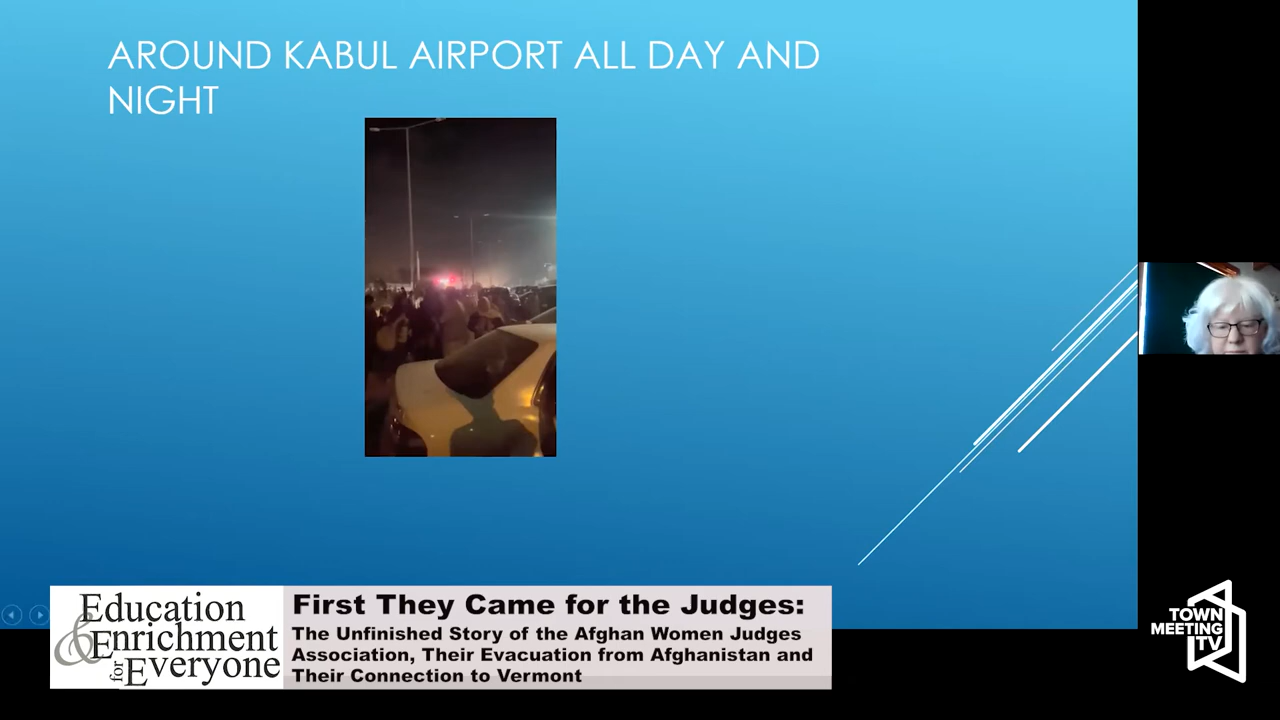 AROUND KABUL AIRPORT ALL DAY AND
NIGHT
Education
& Enrichment
for Everyone
First They Came for the Judges:
The Unfinished Story of the Afghan Women Judges
Association, Their Evacuation from Afghanistan and
Their Connection to Vermont
TOWN
MEETING
TV